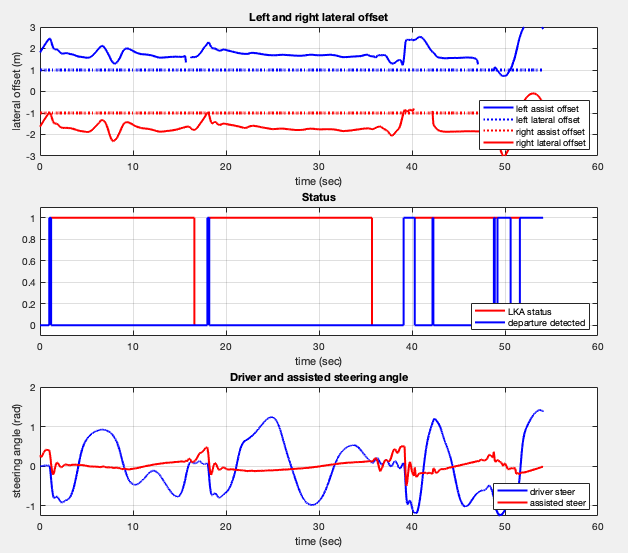 Left and right lateral offset
lateral offset (m)
3
2
1
0
-1
-2
-3
left assist offset
left lateral offset
right assist offset
right lateral offset
0 10 20 30 40 50 60
time (sec)
Status
1
0.8
0.6
0.4
0.2
0
LKA status
departure detected
0 10 20 30 40 50 60
time (sec)
Driver and assisted steering angle
steering angle (rad)
2
1
0
-1
driver steer
assisted steer
0 10 20 30 40 50 60
time (sec)